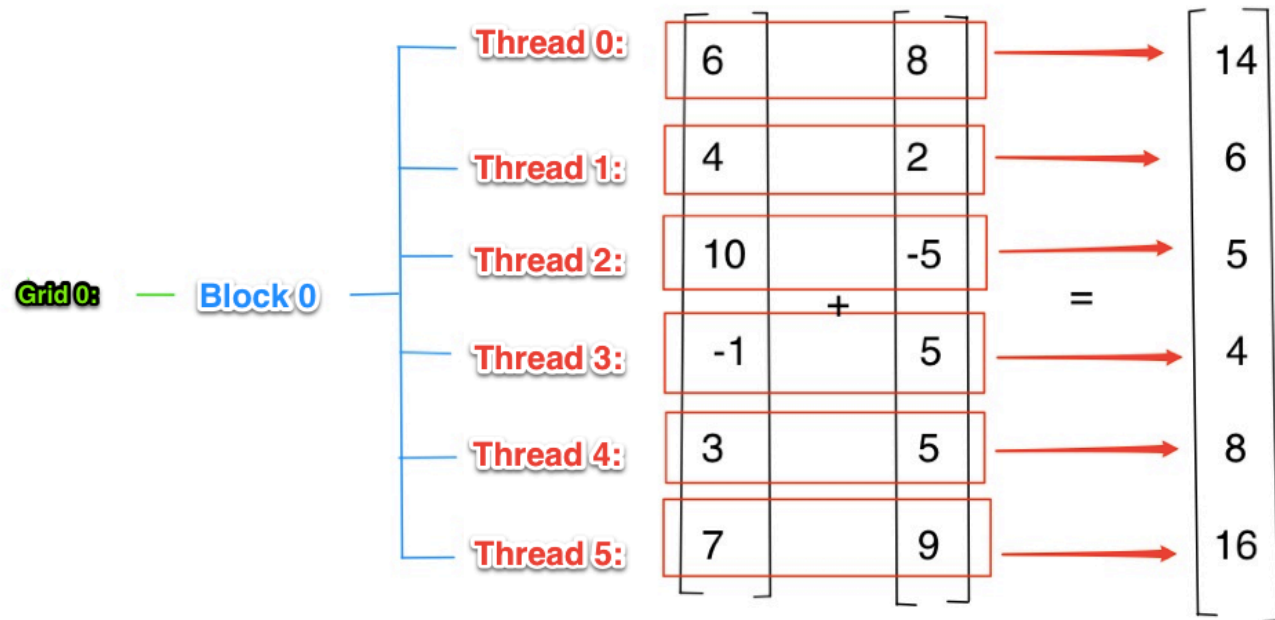 Thread 0: 6 8 14
Thread 1: 4 2 6
Thread 2: 10 -5 5
Grid 0: Block 0 + =
Thread 3: -1 5 4
Thread 4: 3 5 8
Thread 5: 7 9 16